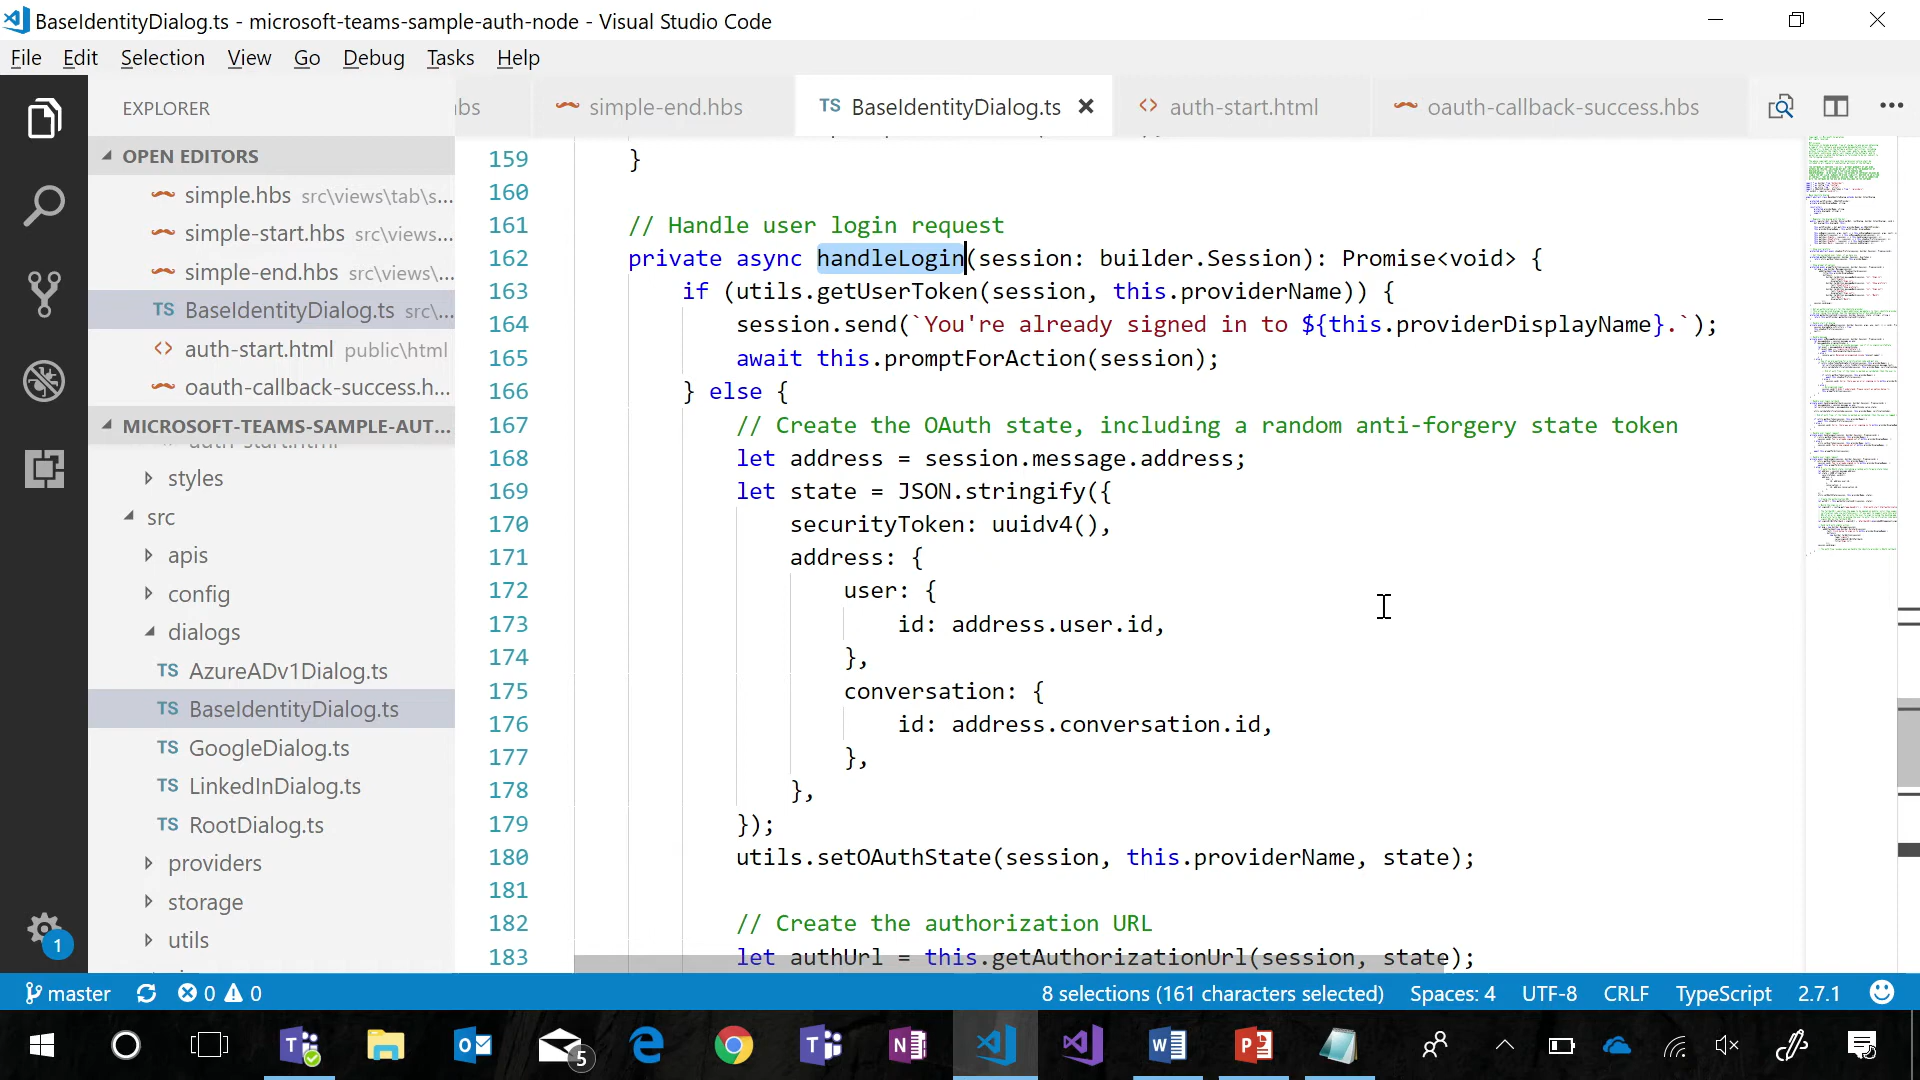 BaseIdentityDialog.ts - microsoft-teams-sample-auth-node - Visual Studio Code
File Edit Selection View Go Debug Tasks Help
EXPLORER
OPEN EDITORS
simple.hbs src\views\tab\s...
simple-start.hbs src\views...
simple-end.hbs src\views\...
TS BaseIdentityDialog.ts src\...
<> auth-start.html public\html
oauth-callback-success.h...
MICROSOFT-TEAMS-SAMPLE-AUT...
auth-start.html
styles
src
apis
config
dialogs
TS AzureADv1Dialog.ts
TS BaseIdentityDialog.ts
TS GoogleDialog.ts
TS LinkedInDialog.ts
TS RootDialog.ts
providers
storage
utils
1
bs simple-end.hbs TS BaseIdentityDialog.ts <> auth-start.html oauth-callback-success.hbs
159 }
160
161 // Handle user login request
162 private async handleLogin(session: builder.Session): Promise<void> {
163 if (utils.getUserToken(session, this.providerName)) {
164 session.send(`You're already signed in to ${this.providerDisplayName}.`);
165 await this.promptForAction(session);
166 } else {
167 // Create the OAuth state, including a random anti-forgery state token
168 let address = session.message.address;
169 let state = JSON.stringify({
170 securityToken: uuidv4(),
171 address: {
172 user: {
173 id: address.user.id,
174 },
175 conversation: {
176 id: address.conversation.id,
177 },
178 },
179 });
180 utils.setOAuthState(session, this.providerName, state);
181
182 // Create the authorization URL
183 let authUrl = this.getAuthorizationUrl(session, state);
master 0 0 8 selections (161 characters selected) Spaces: 4 UTF-8 CRLF TypeScript 2.7.1
5